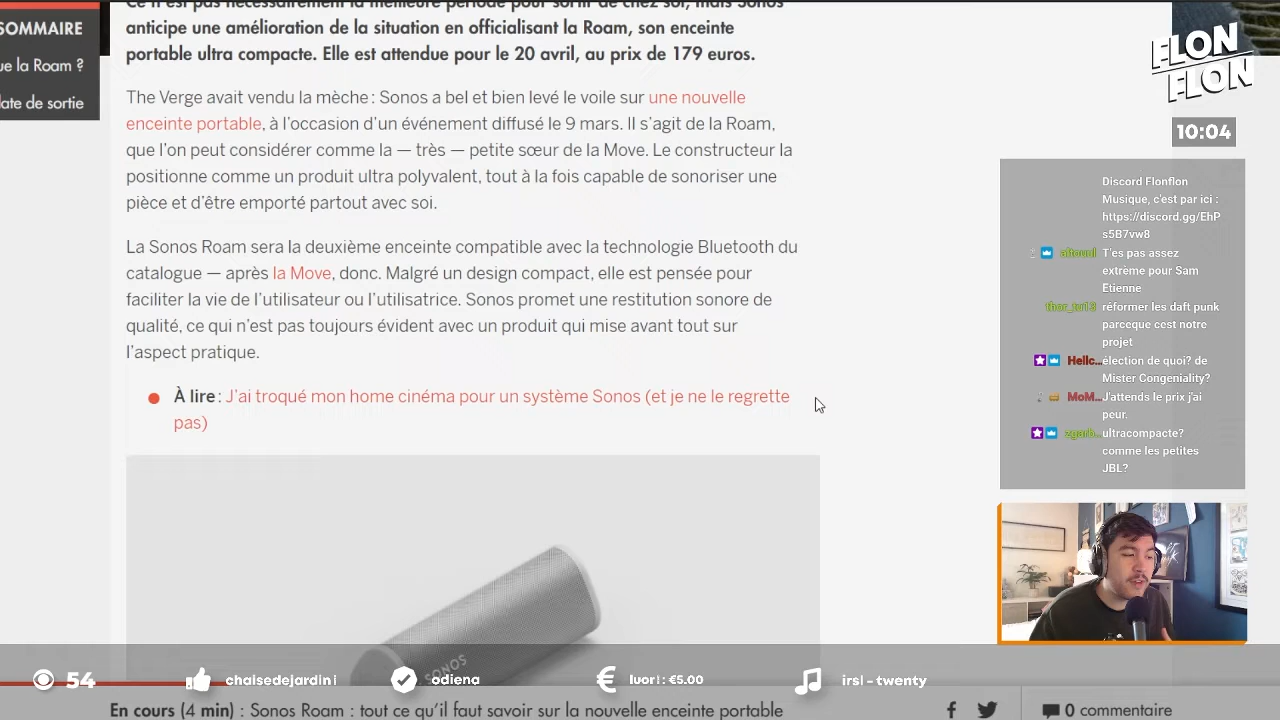 Ce n'est pas nécessairement la meilleure période pour sortir de chez soi, mais Sonos
anticipe une amélioration de la situation en officialisant la Roam, son enceinte
portable ultra compacte. Elle est attendue pour le 20 avril, au prix de 179 euros.
SOMMAIRE
ue la Roam ?
date de sortie
The Verge avait vendu la mèche : Sonos a bel et bien levé le voile sur une nouvelle
enceinte portable, à l'occasion d'un événement diffusé le 9 mars. Il s'agit de la Roam,
que l'on peut considérer comme la — très — petite sœur de la Move. Le constructeur la
positionne comme un produit ultra polyvalent, tout à la fois capable de sonoriser une
pièce et d'être emporté partout avec soi.
La Sonos Roam sera la deuxième enceinte compatible avec la technologie Bluetooth du
catalogue — après la Move, donc. Malgré un design compact, elle est pensée pour
faciliter la vie de l'utilisateur ou l'utilisatrice. Sonos promet une restitution sonore de
qualité, ce qui n'est pas toujours évident avec un produit qui mise avant tout sur
l'aspect pratique.
À lire : J'ai troqué mon home cinéma pour un système Sonos (et je ne le regrette
pas)
SONOS
FLON
FLON
10:04
Discord Flonflon
Musique, c'est par ici :
https://discord.gg/EhP
s5B7vw8
altouul T'es pas assez
extrème pour Sam
Etienne
thor_tu13 réformer les daft punk
parceque cest notre
projet
Hellc... élection de quoi? de
Mister Congeniality?
MoM... J'attends le prix j'ai
peur.
zgarb... ultracompacte?
comme les petites
JBL?
54
chaisedejardin1
odiena
luor1 : €5.00
irsl - twenty
En cours (4 min) : Sonos Roam : tout ce qu'il faut savoir sur la nouvelle enceinte portable
0 commentaire